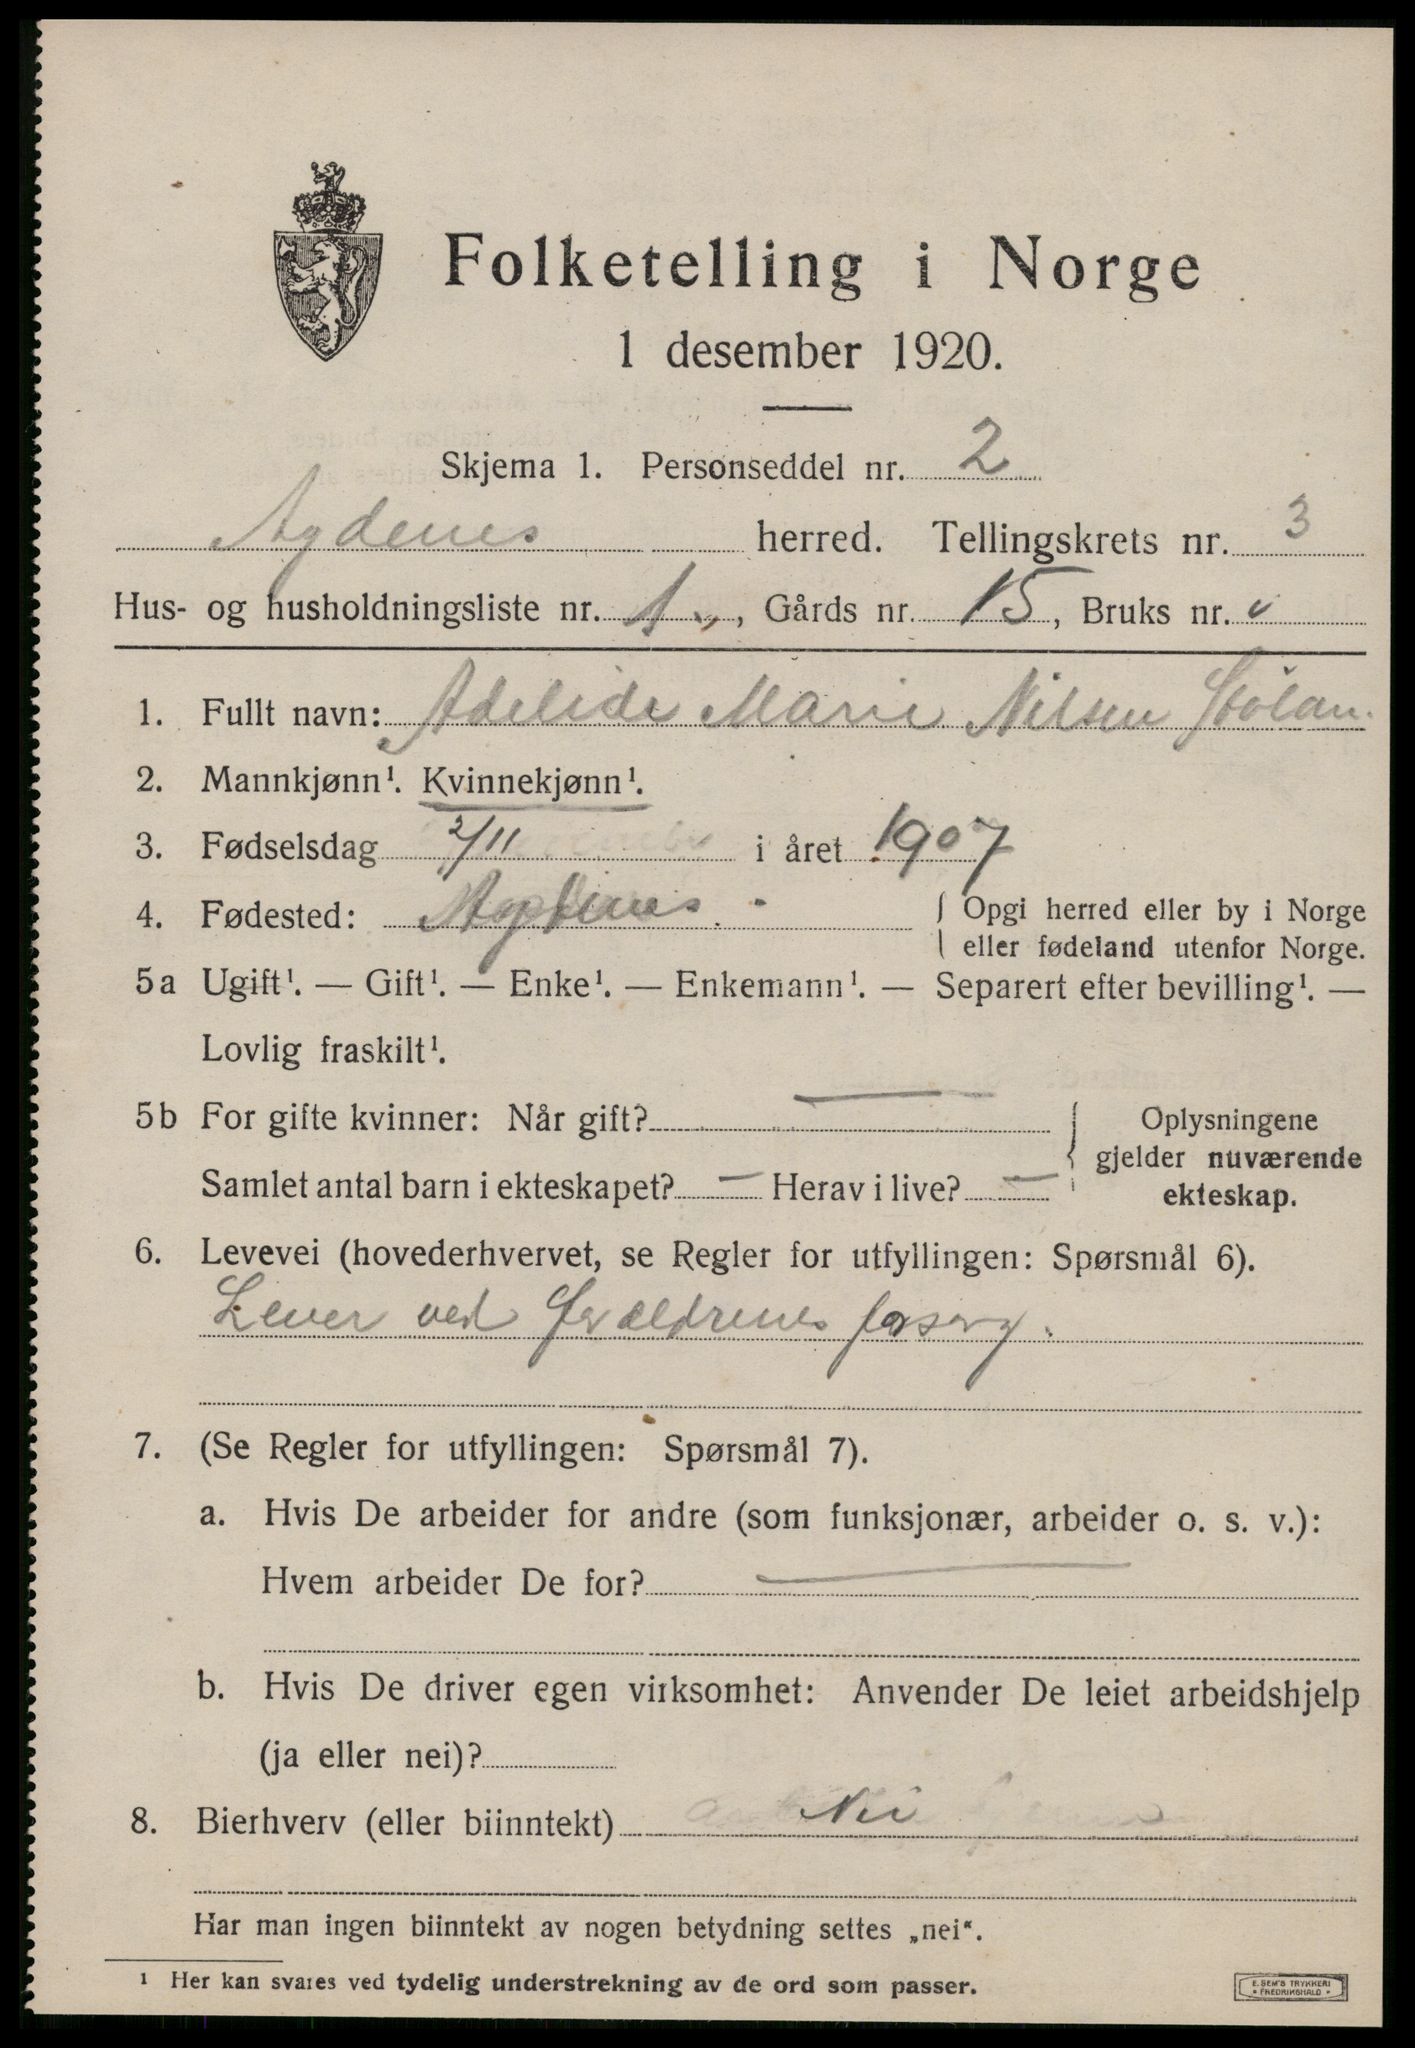 Folketelling i Norge
1 desember 1920.
Skjema 1. Personseddel nr. 2
Agdenes herred. Tellingskrets nr. 3
Hus- og husholdningsliste nr. 1, Gårds nr. 15, Bruks nr.
1. Fullt navn: Adelide Marie Nilsen Stölan
2. Mannkjønn¹. Kvinnekjønn¹.
3. Fødselsdag 2/11 i året 1907
4. Fødested: Agdenes { Opgi herred eller by i Norge
eller fødeland utenfor Norge.
5a Ugift¹. — Gift¹. — Enke¹. — Enkemann¹. — Separert efter bevilling¹. —
Lovlig fraskilt¹.
5b For gifte kvinner: Når gift? — { Oplysningene
gjelder nuværende
Samlet antal barn i ekteskapet? — Herav i live? —
ekteskap.
6. Levevei (hovederhvervet, se Regler for utfyllingen: Spørsmål 6).
Lever ved forældrenes forsorg.
7. (Se Regler for utfyllingen: Spørsmål 7).
a. Hvis De arbeider for andre (som funksjonær, arbeider o. s. v.):
Hvem arbeider De for? —
b. Hvis De driver egen virksomhet: Anvender De leiet arbeidshjelp
(ja eller nei)?
8. Bierhverv (eller biinntekt) Nei
Har man ingen biinntekt av nogen betydning settes „nei“.
¹ Her kan svares ved tydelig understrekning av de ord som passer.
E. SEM'S TRYKKERI
FREDRIKSHALD